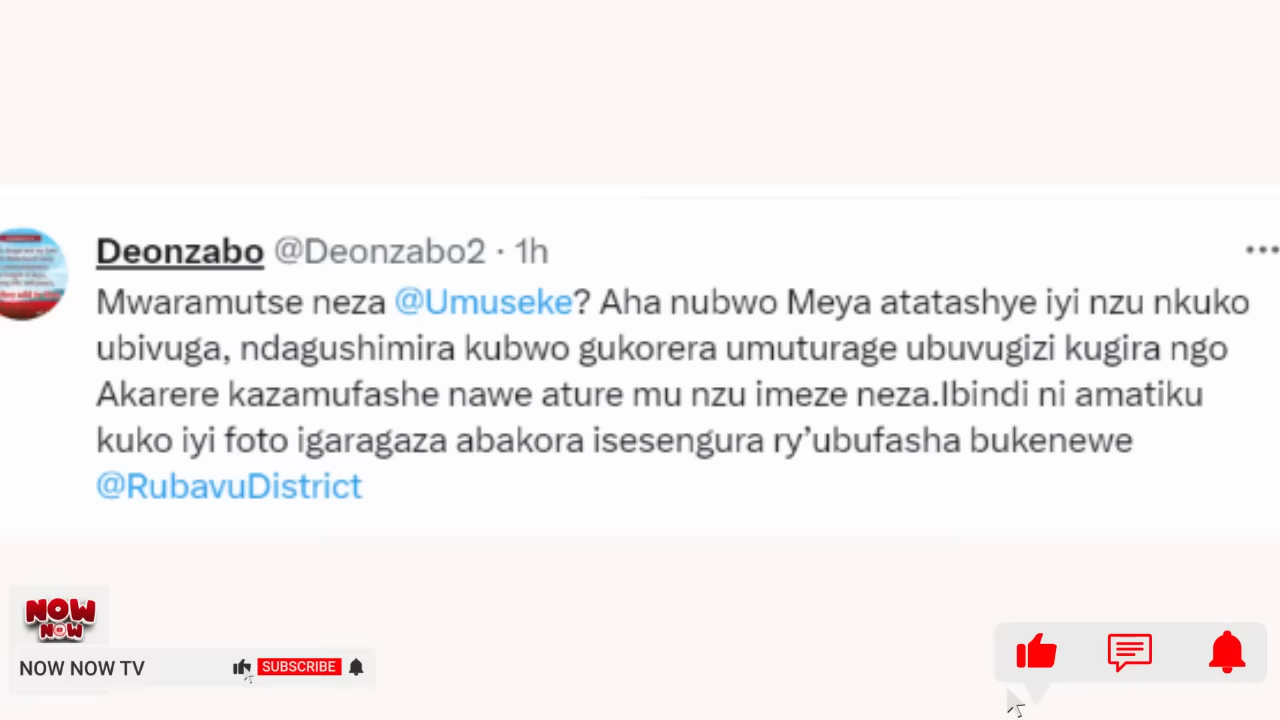 Deonzabo @Deonzabo2 · 1h
Mwaramutse neza @Umuseke? Aha nubwo Meya atatashye iyi nzu nkuko
ubivuga, ndagushimira kubwo gukorera umuturage ubuvugizi kugira ngo
Akarere kazamufashe nawe ature mu nzu imeze neza.Ibindi ni amatiku
kuko iyi foto igaragaza abakora isesengura ry’ubufasha bukenewe
@RubavuDistrict
NOW
NOW
NOW NOW TV
SUBSCRIBE